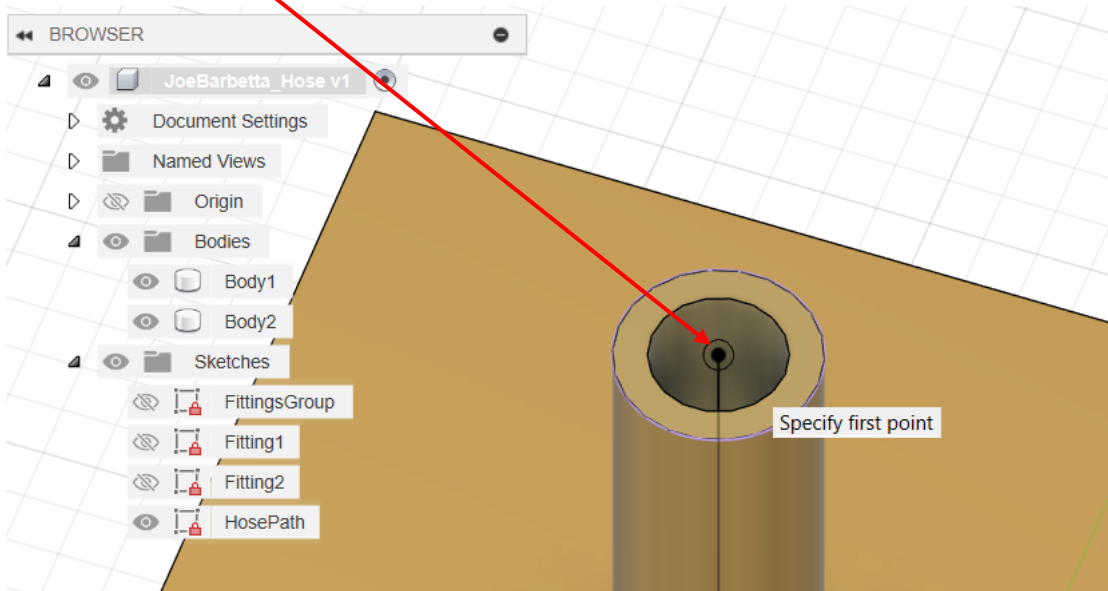 BROWSER
JoeBarbetta_Hose v1
Document Settings
Named Views
Origin
Bodies
Body1
Body2
Sketches
FittingsGroup
Fitting1
Fitting2
HosePath
Specify first point